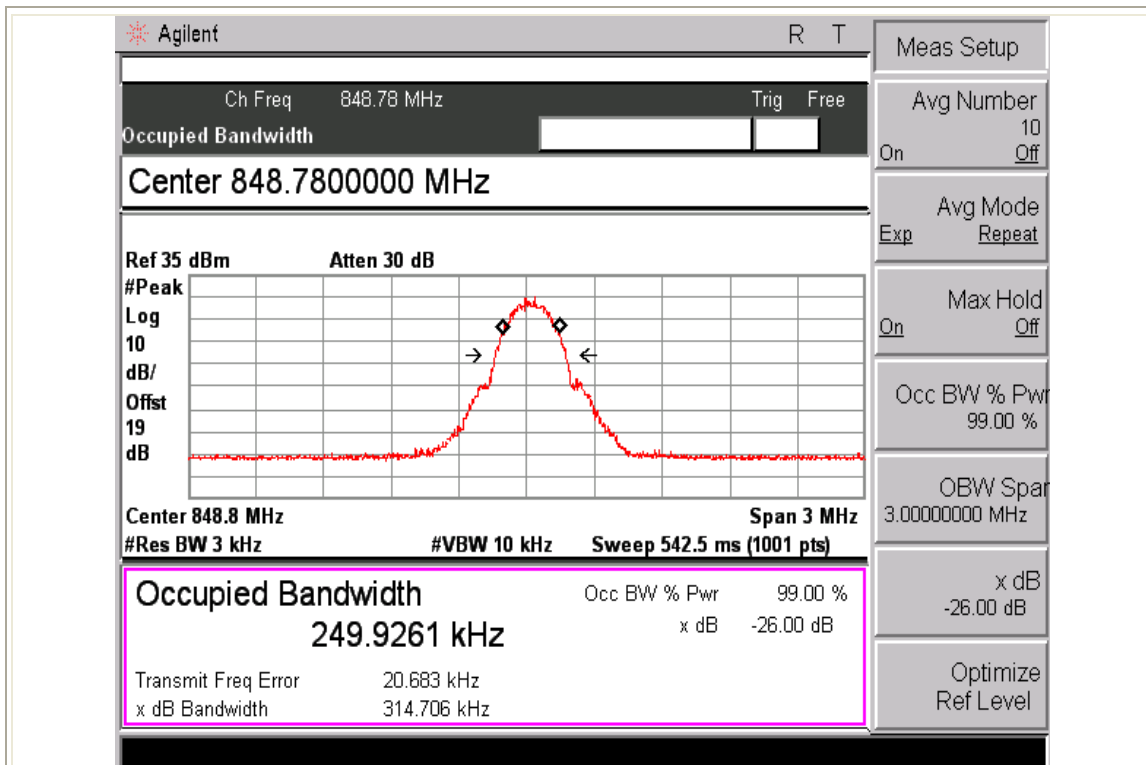 Agilent R T
Ch Freq 848.78 MHz Trig Free
Occupied Bandwidth
Center 848.7800000 MHz
Ref 35 dBm Atten 30 dB
#Peak
Log
10
dB/
Offst
19
dB
Center 848.8 MHz Span 3 MHz
#Res BW 3 kHz #VBW 10 kHz Sweep 542.5 ms (1001 pts)
Occupied Bandwidth Occ BW % Pwr 99.00 %
249.9261 kHz x dB -26.00 dB
Transmit Freq Error 20.683 kHz
x dB Bandwidth 314.706 kHz
Meas Setup
Avg Number
10
On Off
Avg Mode
Exp Repeat
Max Hold
On Off
Occ BW % Pwr
99.00 %
OBW Spar
3.00000000 MHz
x dB
-26.00 dB
Optimize
Ref Level